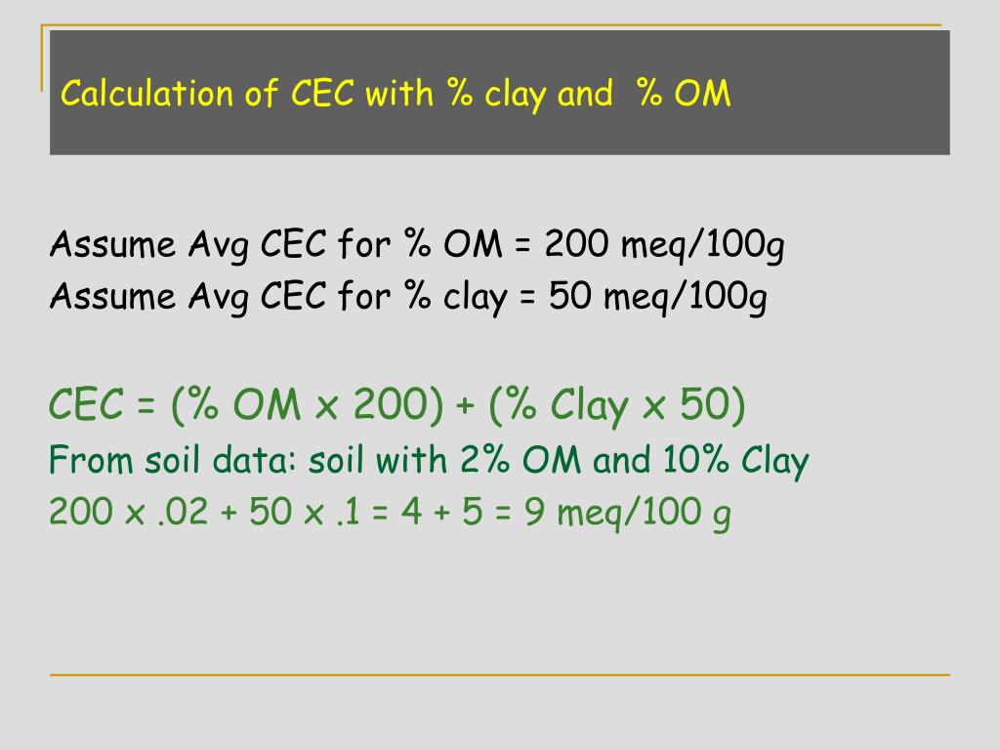 Calculation of CEC with % clay and  % OM
Assume Avg CEC for % OM = 200 meq/100g
Assume Avg CEC for % clay = 50 meq/100g
CEC = (% OM x 200) + (% Clay x 50)
From soil data: soil with 2% OM and 10% Clay
200 x .02 + 50 x .1 = 4 + 5 = 9 meq/100 g